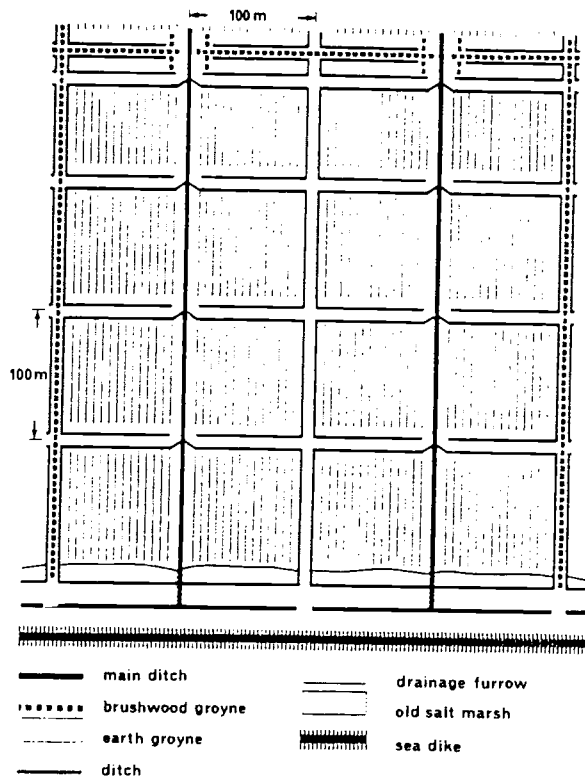 100 m
100 m
main ditch
brushwood groyne
earth groyne
ditch
drainage furrow
old salt marsh
sea dike